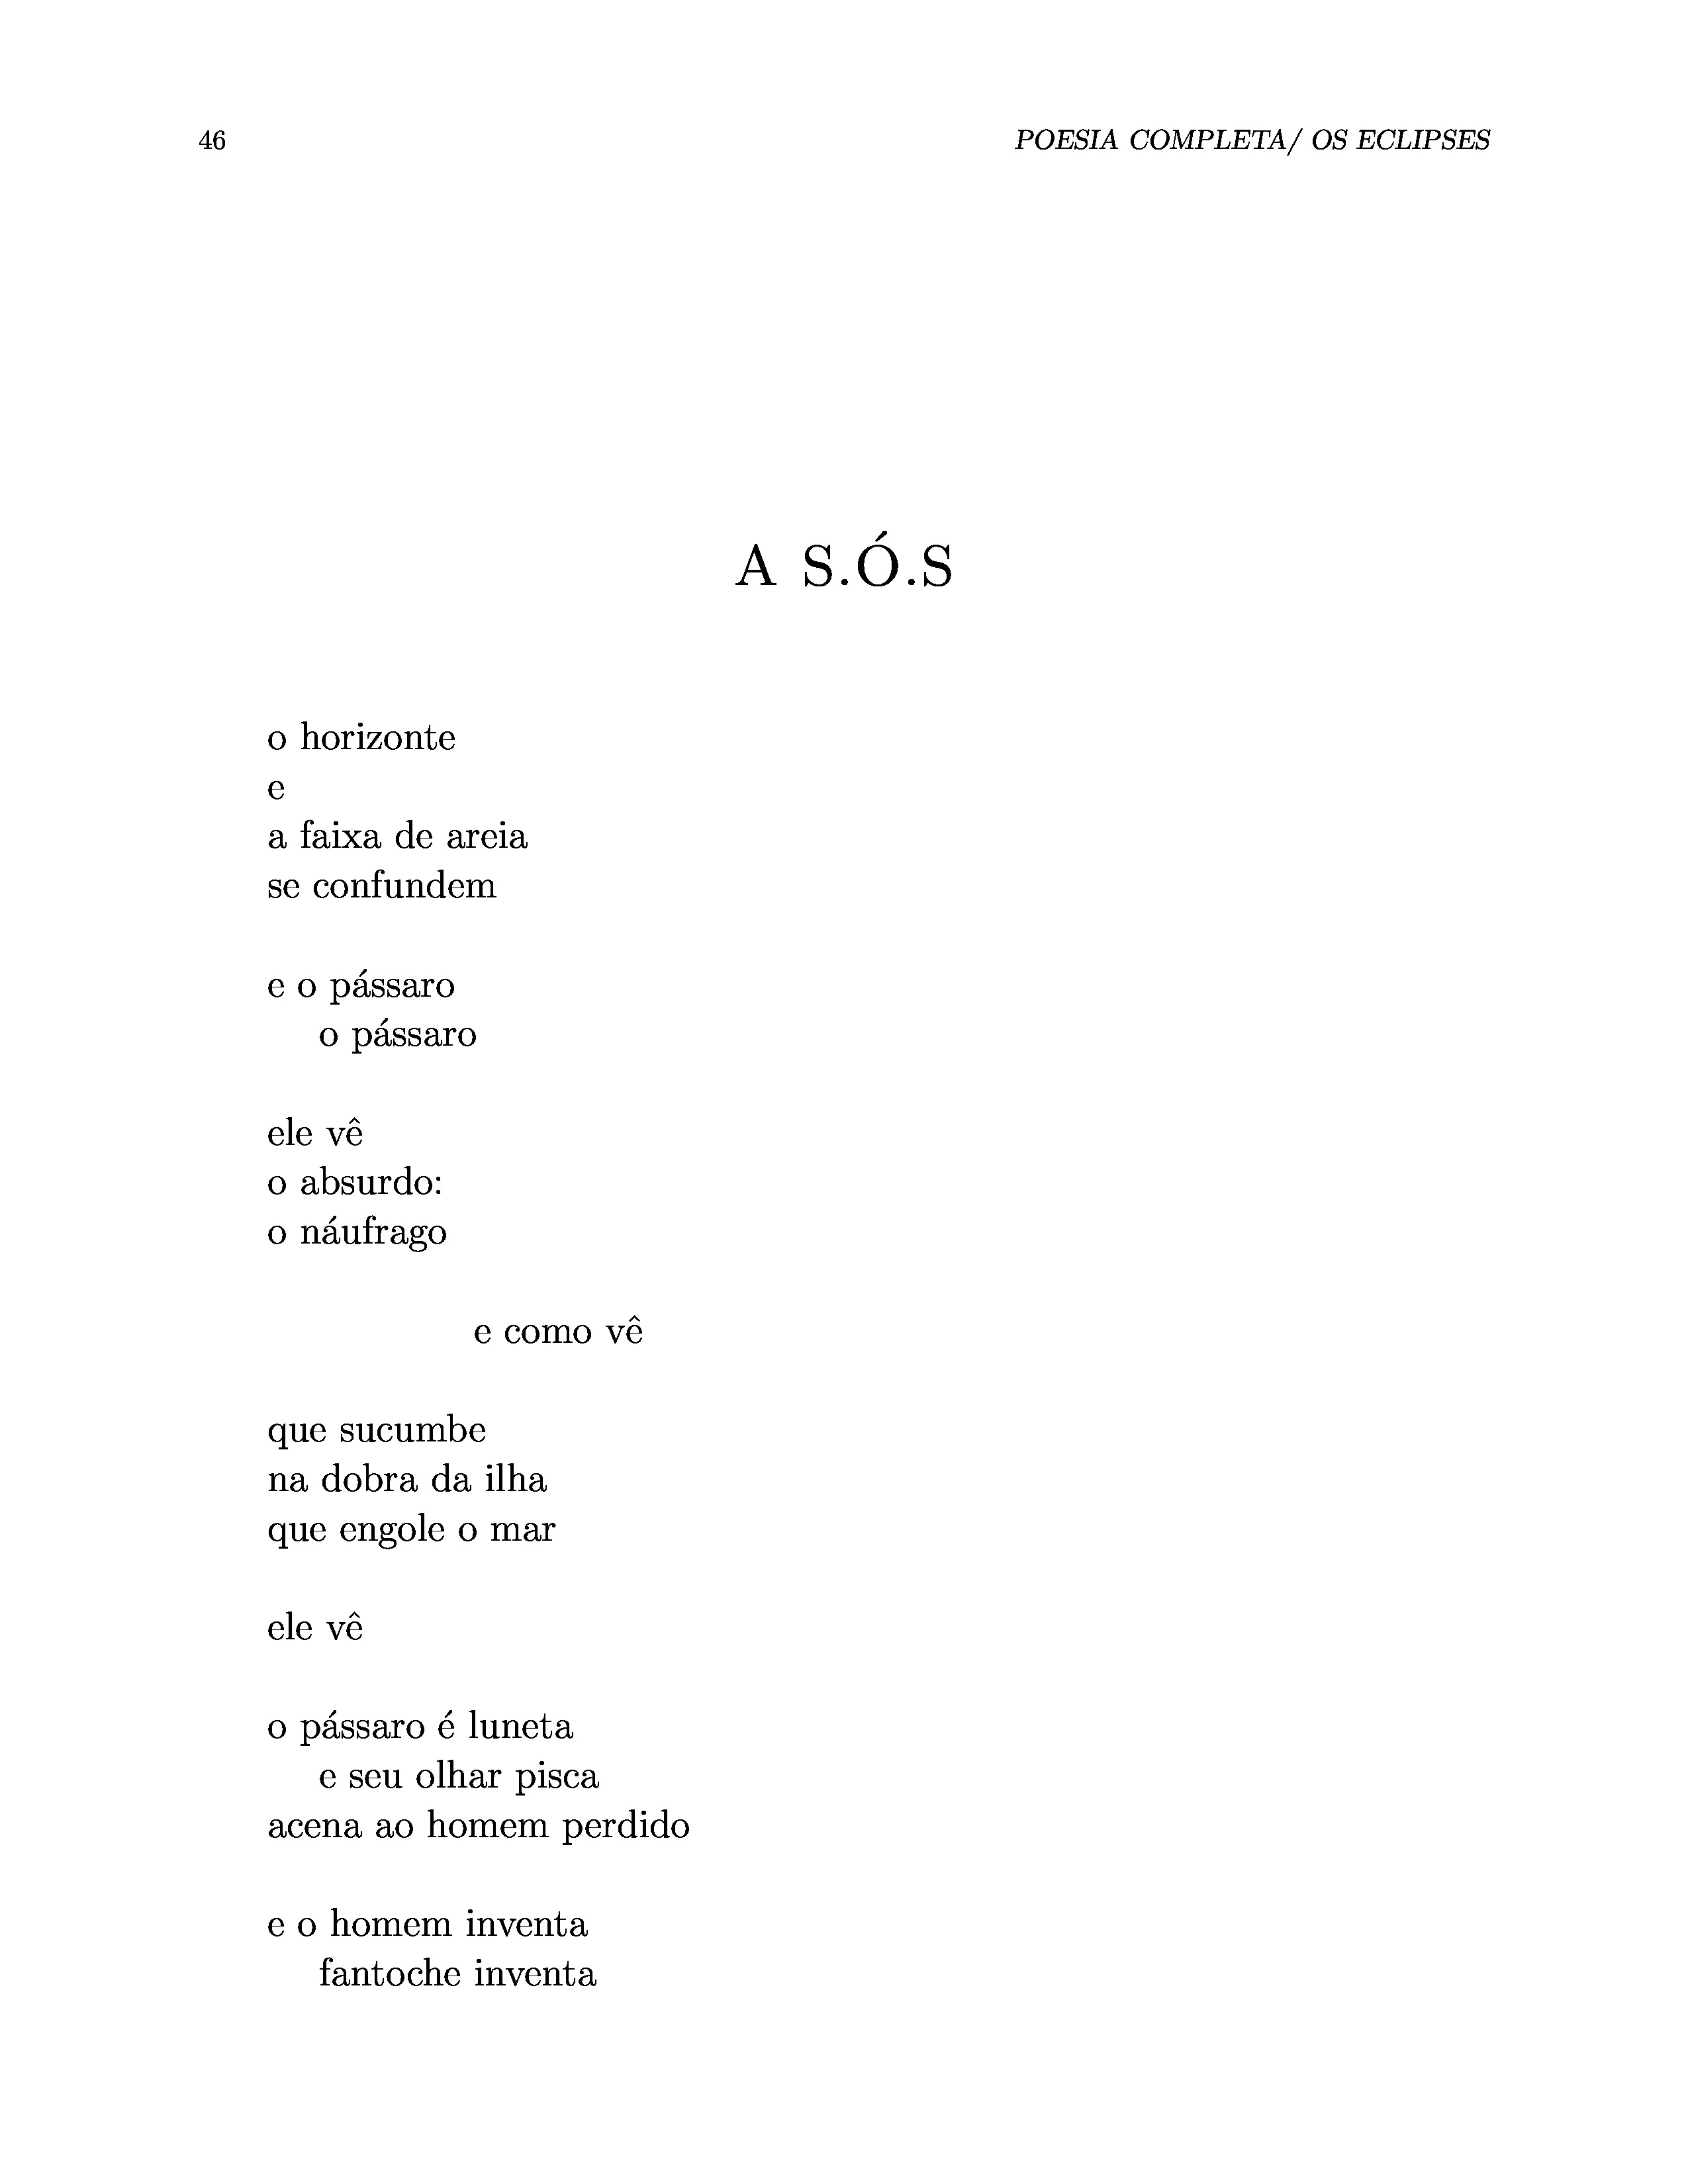 46 POESIA COMPLETA/ OS ECLIPSES
A S.Ó.S
o horizonte
e
a faixa de areia
se confundem
e o pássaro
o pássaro
ele vê
o absurdo:
o náufrago
e como vê
que sucumbe
na dobra da ilha
que engole o mar
ele vê
o pássaro é luneta
e seu olhar pisca
acena ao homem perdido
e o homem inventa
fantoche inventa